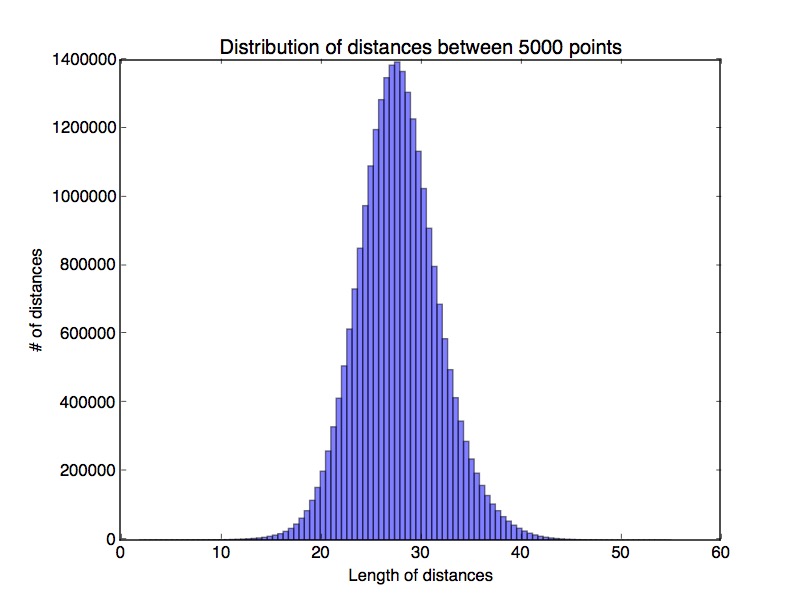 Distribution of distances between 5000 points
1400000
1200000
1000000
800000
600000
400000
200000
0
# of distances
0 10 20 30 40 50 60
Length of distances